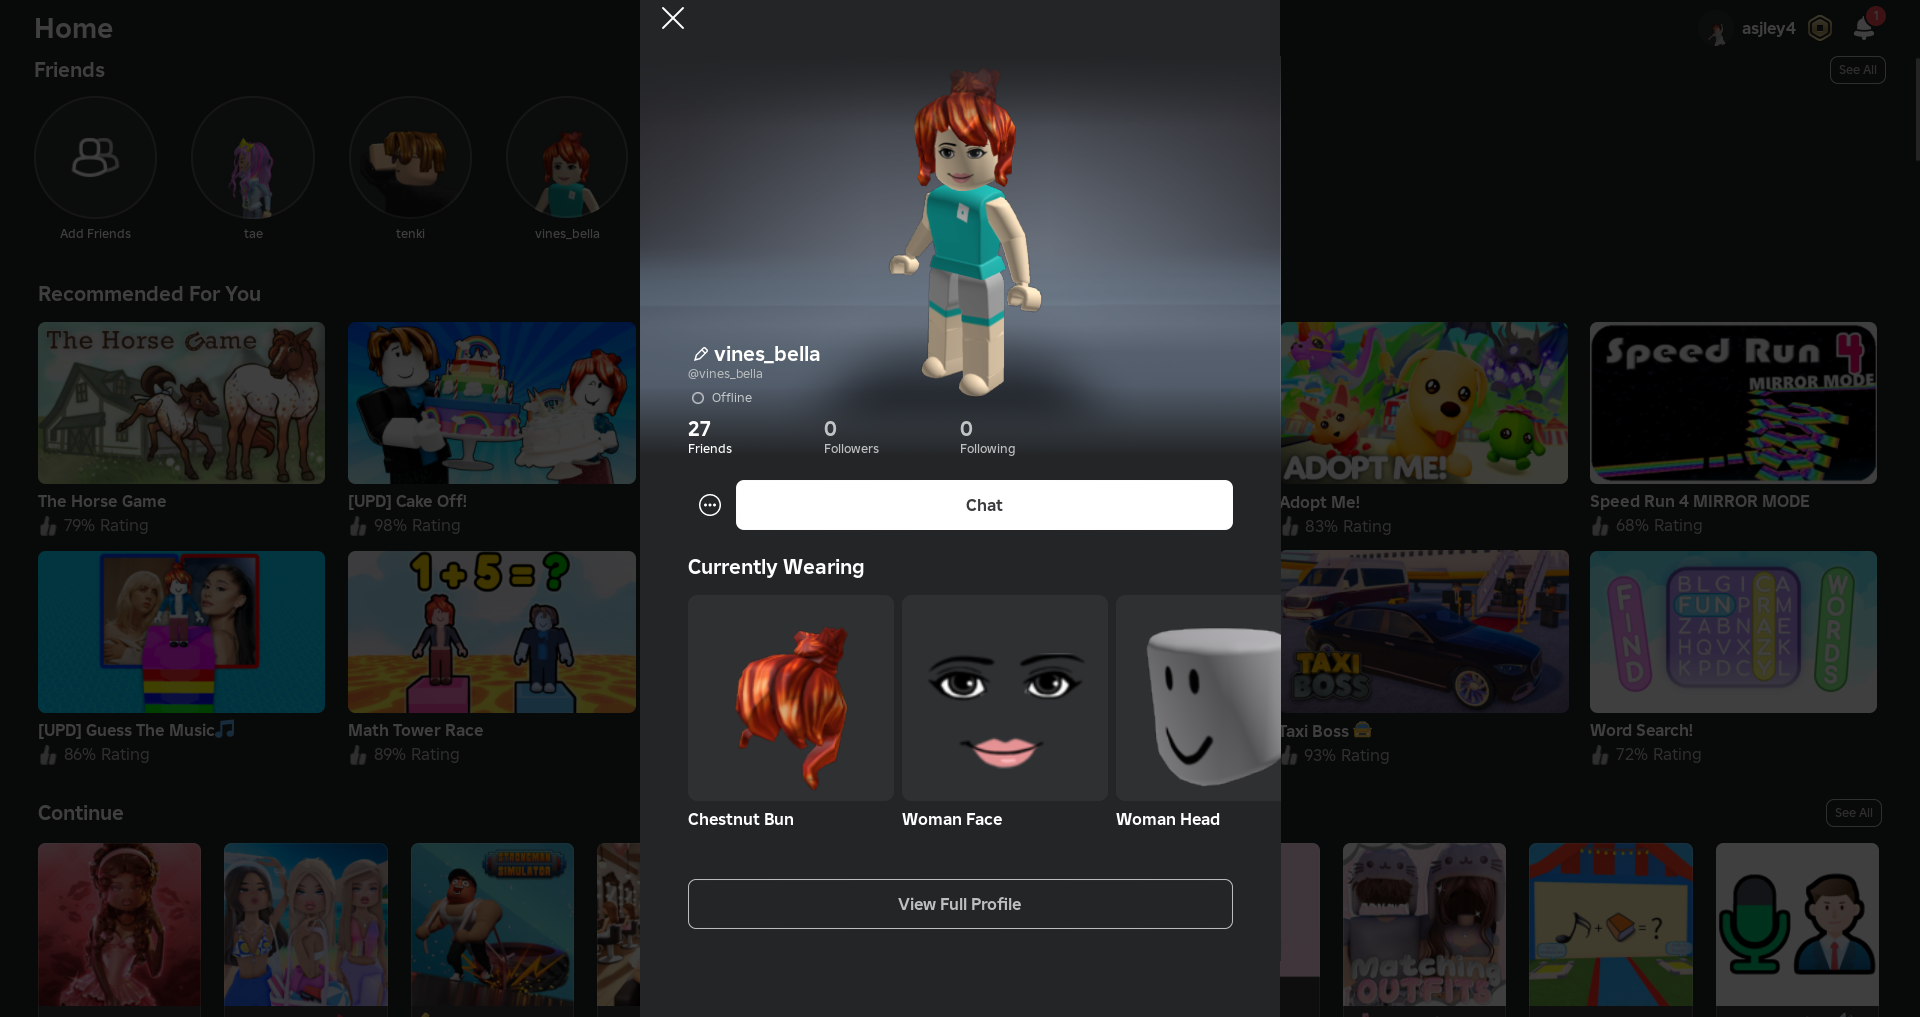 Home
asjley4
1
Friends
See All
Add Friends
tae
tenki
vines_bella
vines_bella
@vines_bella
Offline
27
Friends
0
Followers
0
Following
Chat
Currently Wearing
Chestnut Bun
Woman Face
Woman Head
View Full Profile
Recommended For You
The Horse Game
ADOPT ME!
Speed Run 4
MIRROR MODE
The Horse Game
79% Rating
[UPD] Cake Off!
98% Rating
Adopt Me!
83% Rating
Speed Run 4 MIRROR MODE
68% Rating
1+5=?
TAXI
BOSS
FIND
BLGICA
FUNPRM
ZABNAE
HQVXZK
KPDCYL
WORDS
[UPD] Guess The Music🎵
86% Rating
Math Tower Race
89% Rating
Taxi Boss 🚖
93% Rating
Word Search!
72% Rating
Continue
See All
STRONGMAN
SIMULATOR
Matching
OUTFITS
+ = ?